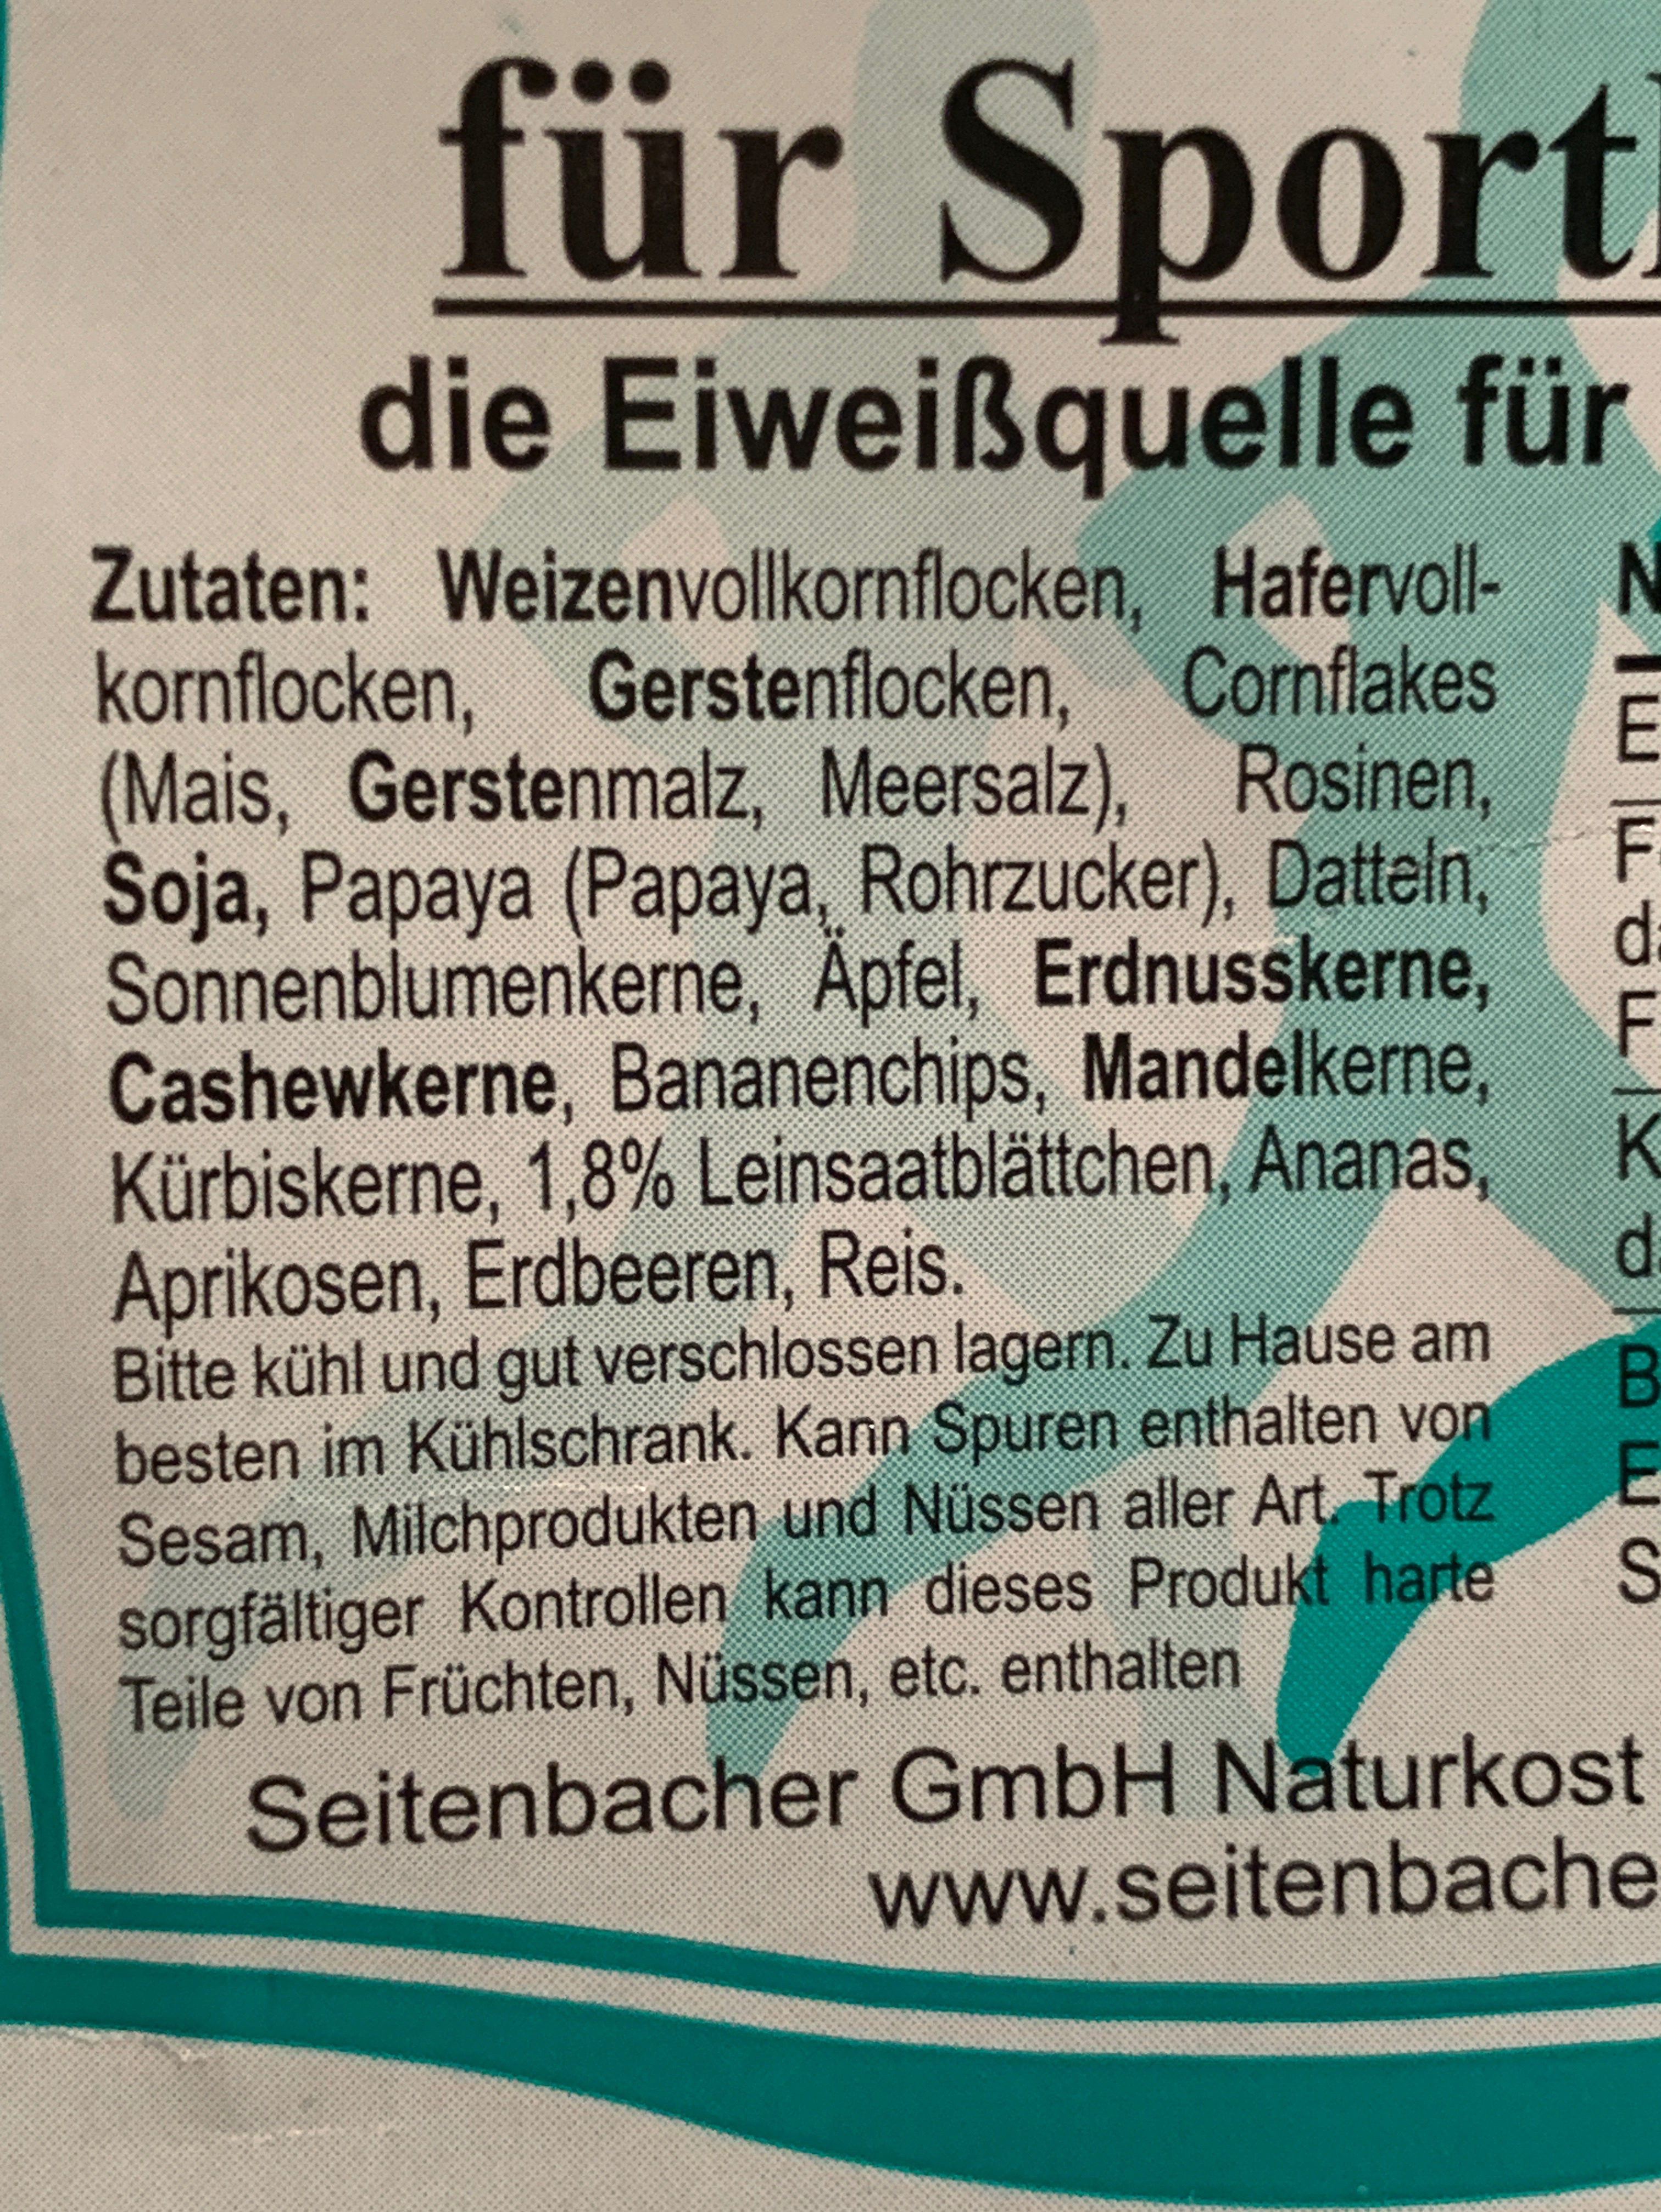 für Sport
die Eiweißquelle für
Zutaten: Weizenvollkornflocken, Hafervoll-
kornflocken, Gerstenflocken, Cornflakes
(Mais, Gerstenmalz, Meersalz), Rosinen,
Soja, Papaya (Papaya, Rohrzucker), Datteln,
Sonnenblumenkerne, Äpfel, Erdnusskerne,
Cashewkerne, Bananenchips, Mandelkerne,
Kürbiskerne, 1,8% Leinsaatblättchen, Ananas,
Aprikosen, Erdbeeren, Reis.
Bitte kühl und gut verschlossen lagern. Zu Hause am
besten im Kühlschrank. Kann Spuren enthalten von
Sesam, Milchprodukten und Nüssen aller Art. Trotz
sorgfältiger Kontrollen kann dieses Produkt harte
Teile von Früchten, Nüssen, etc. enthalten
Seitenbacher GmbH Naturkost
www.seitenbache